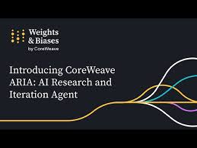 Weights
& Biases
by CoreWeave
Introducing CoreWeave
ARIA: AI Research and
Iteration Agent